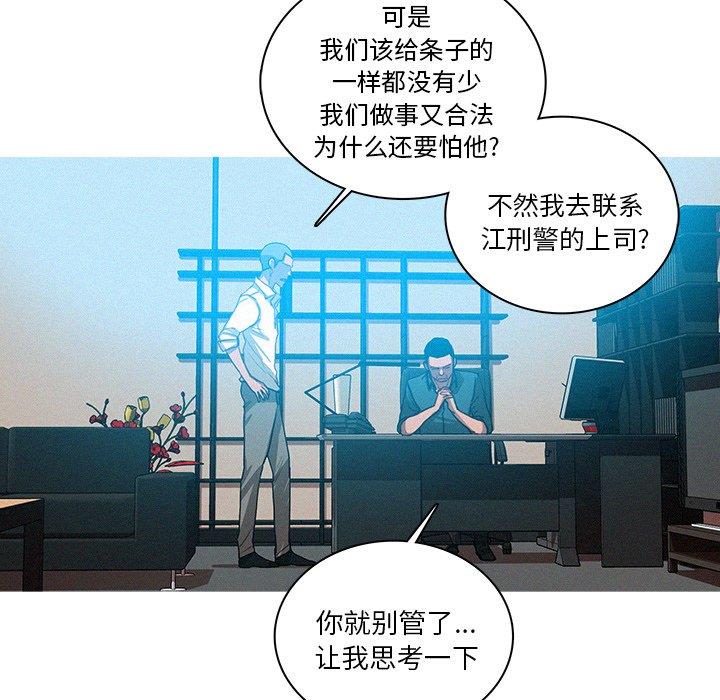 可是
我们该给条子的
一样都没有少
我们做事又合法
为什么还要怕他?
不然我去联系
江刑警的上司?
你就别管了...
让我思考一下